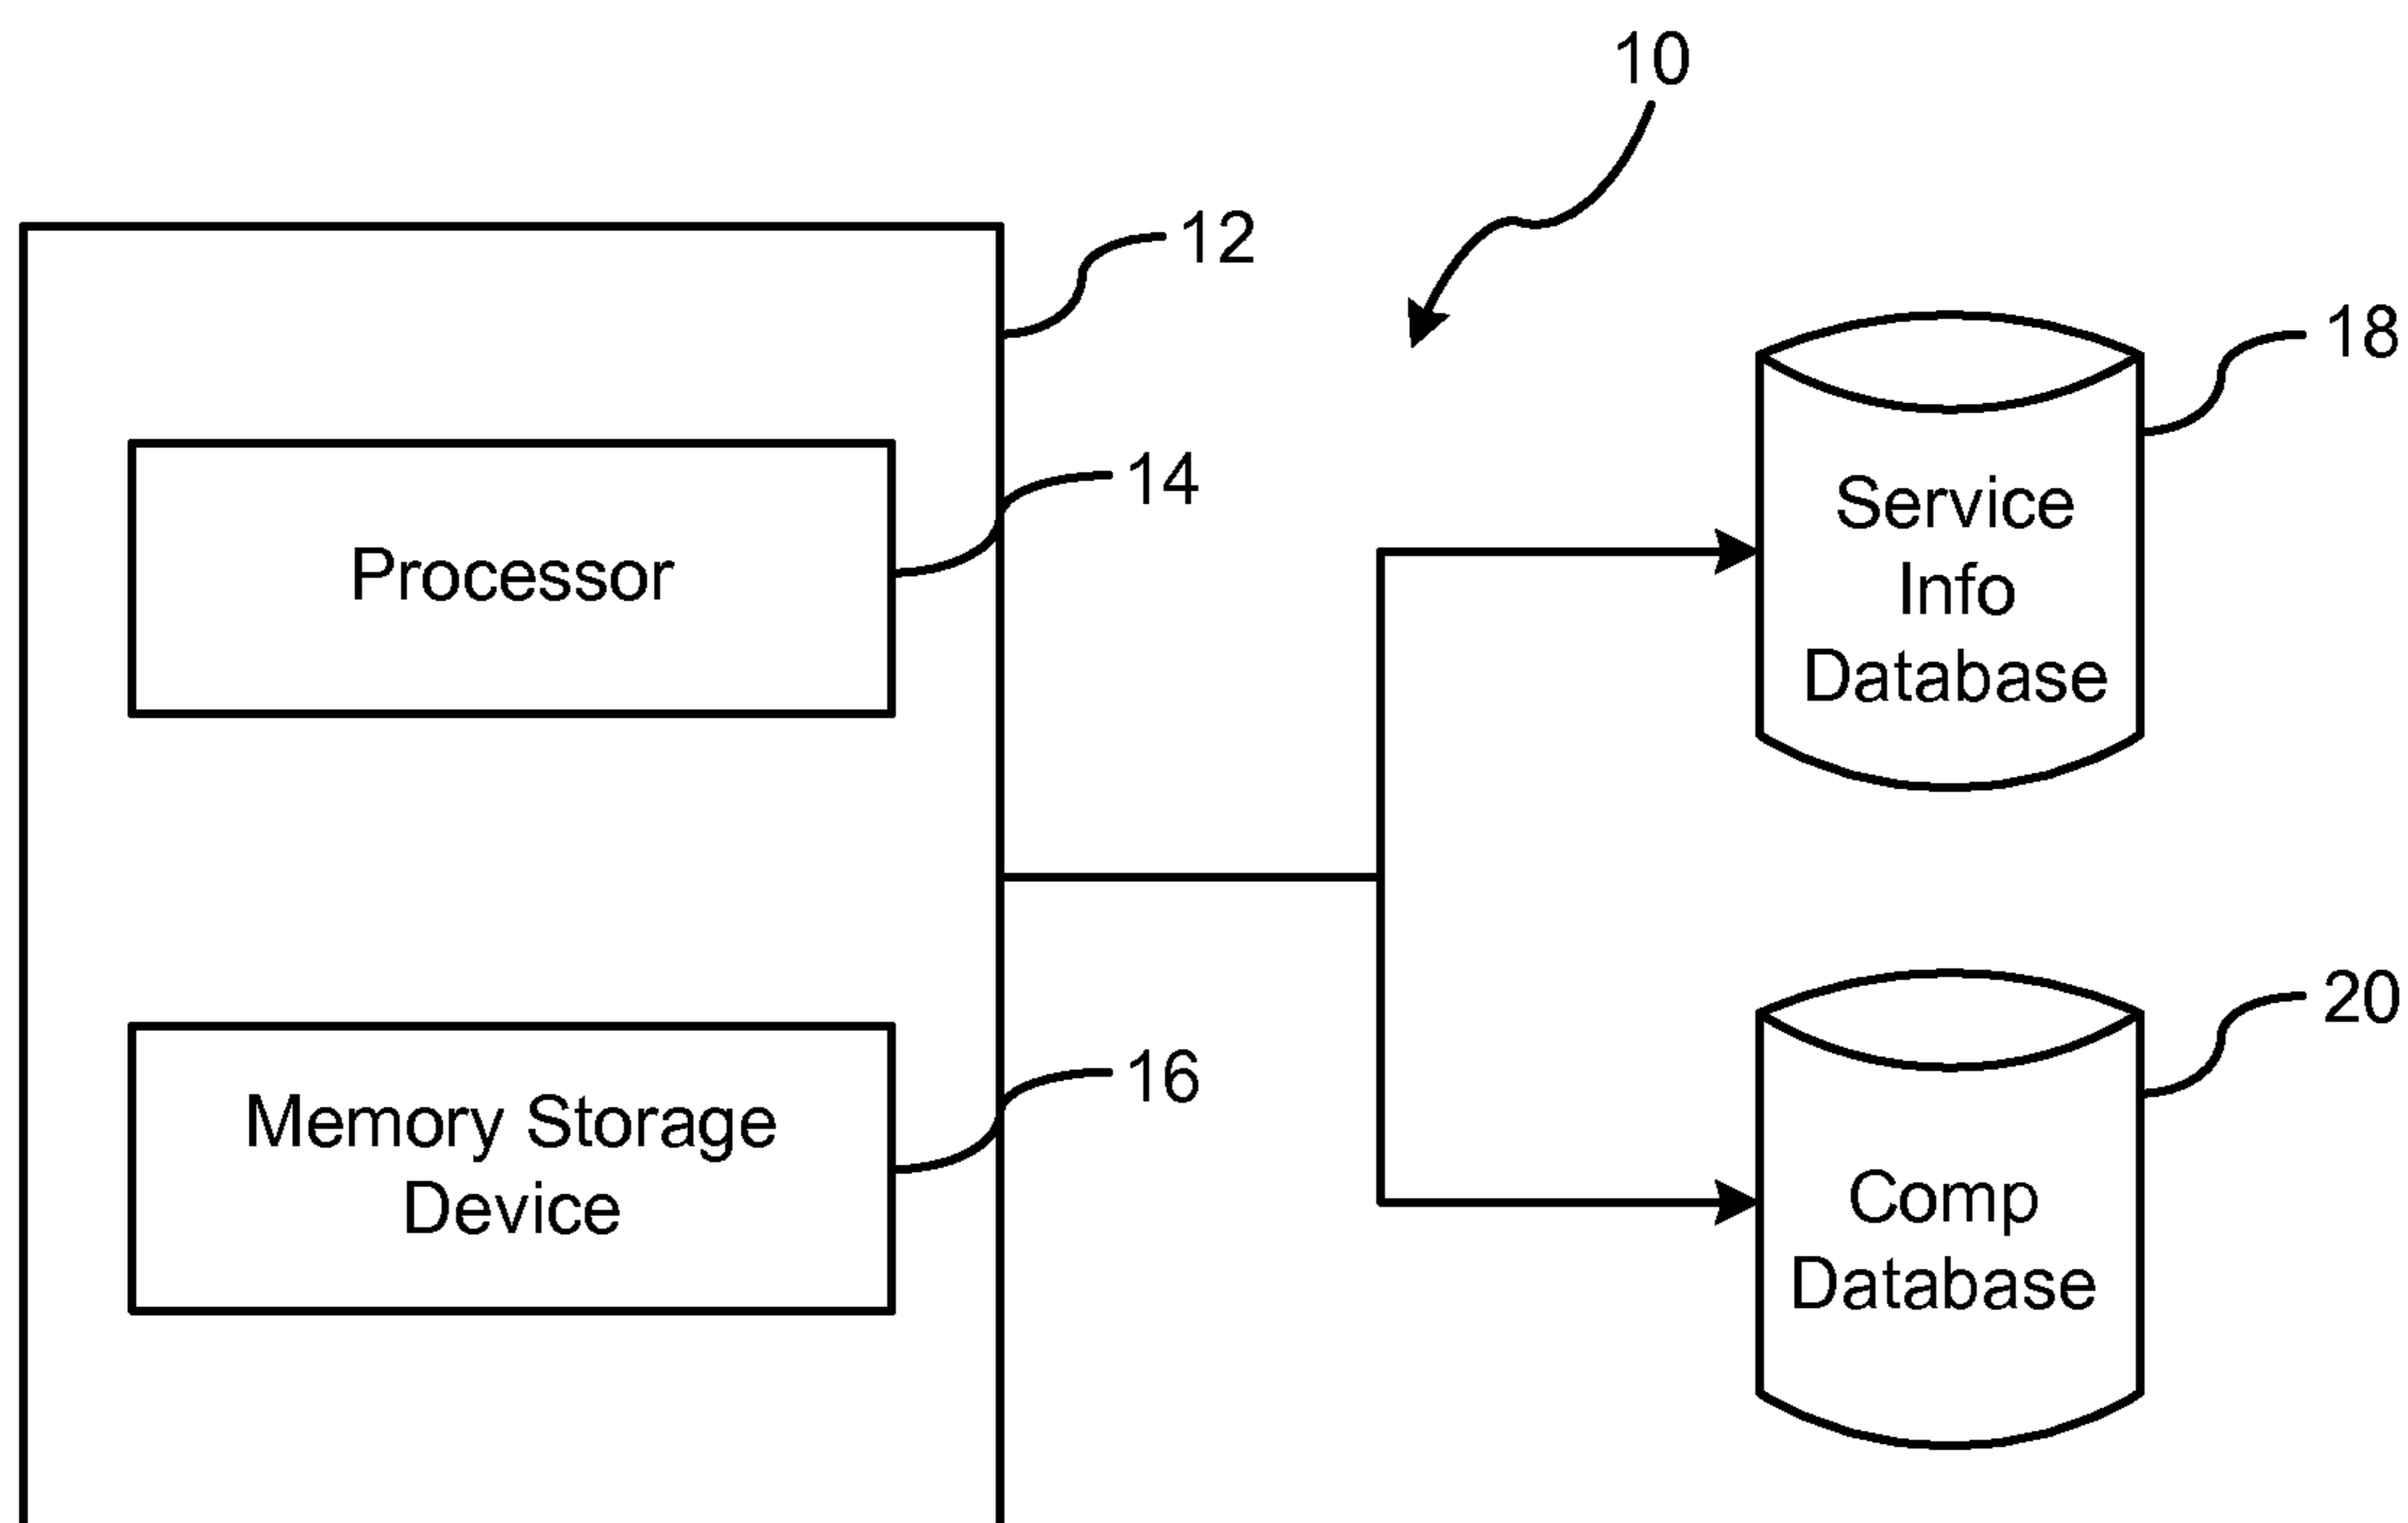 10
12
18
14
Processor
Service
Info
Database
16
Memory Storage
Device
20
Comp
Database